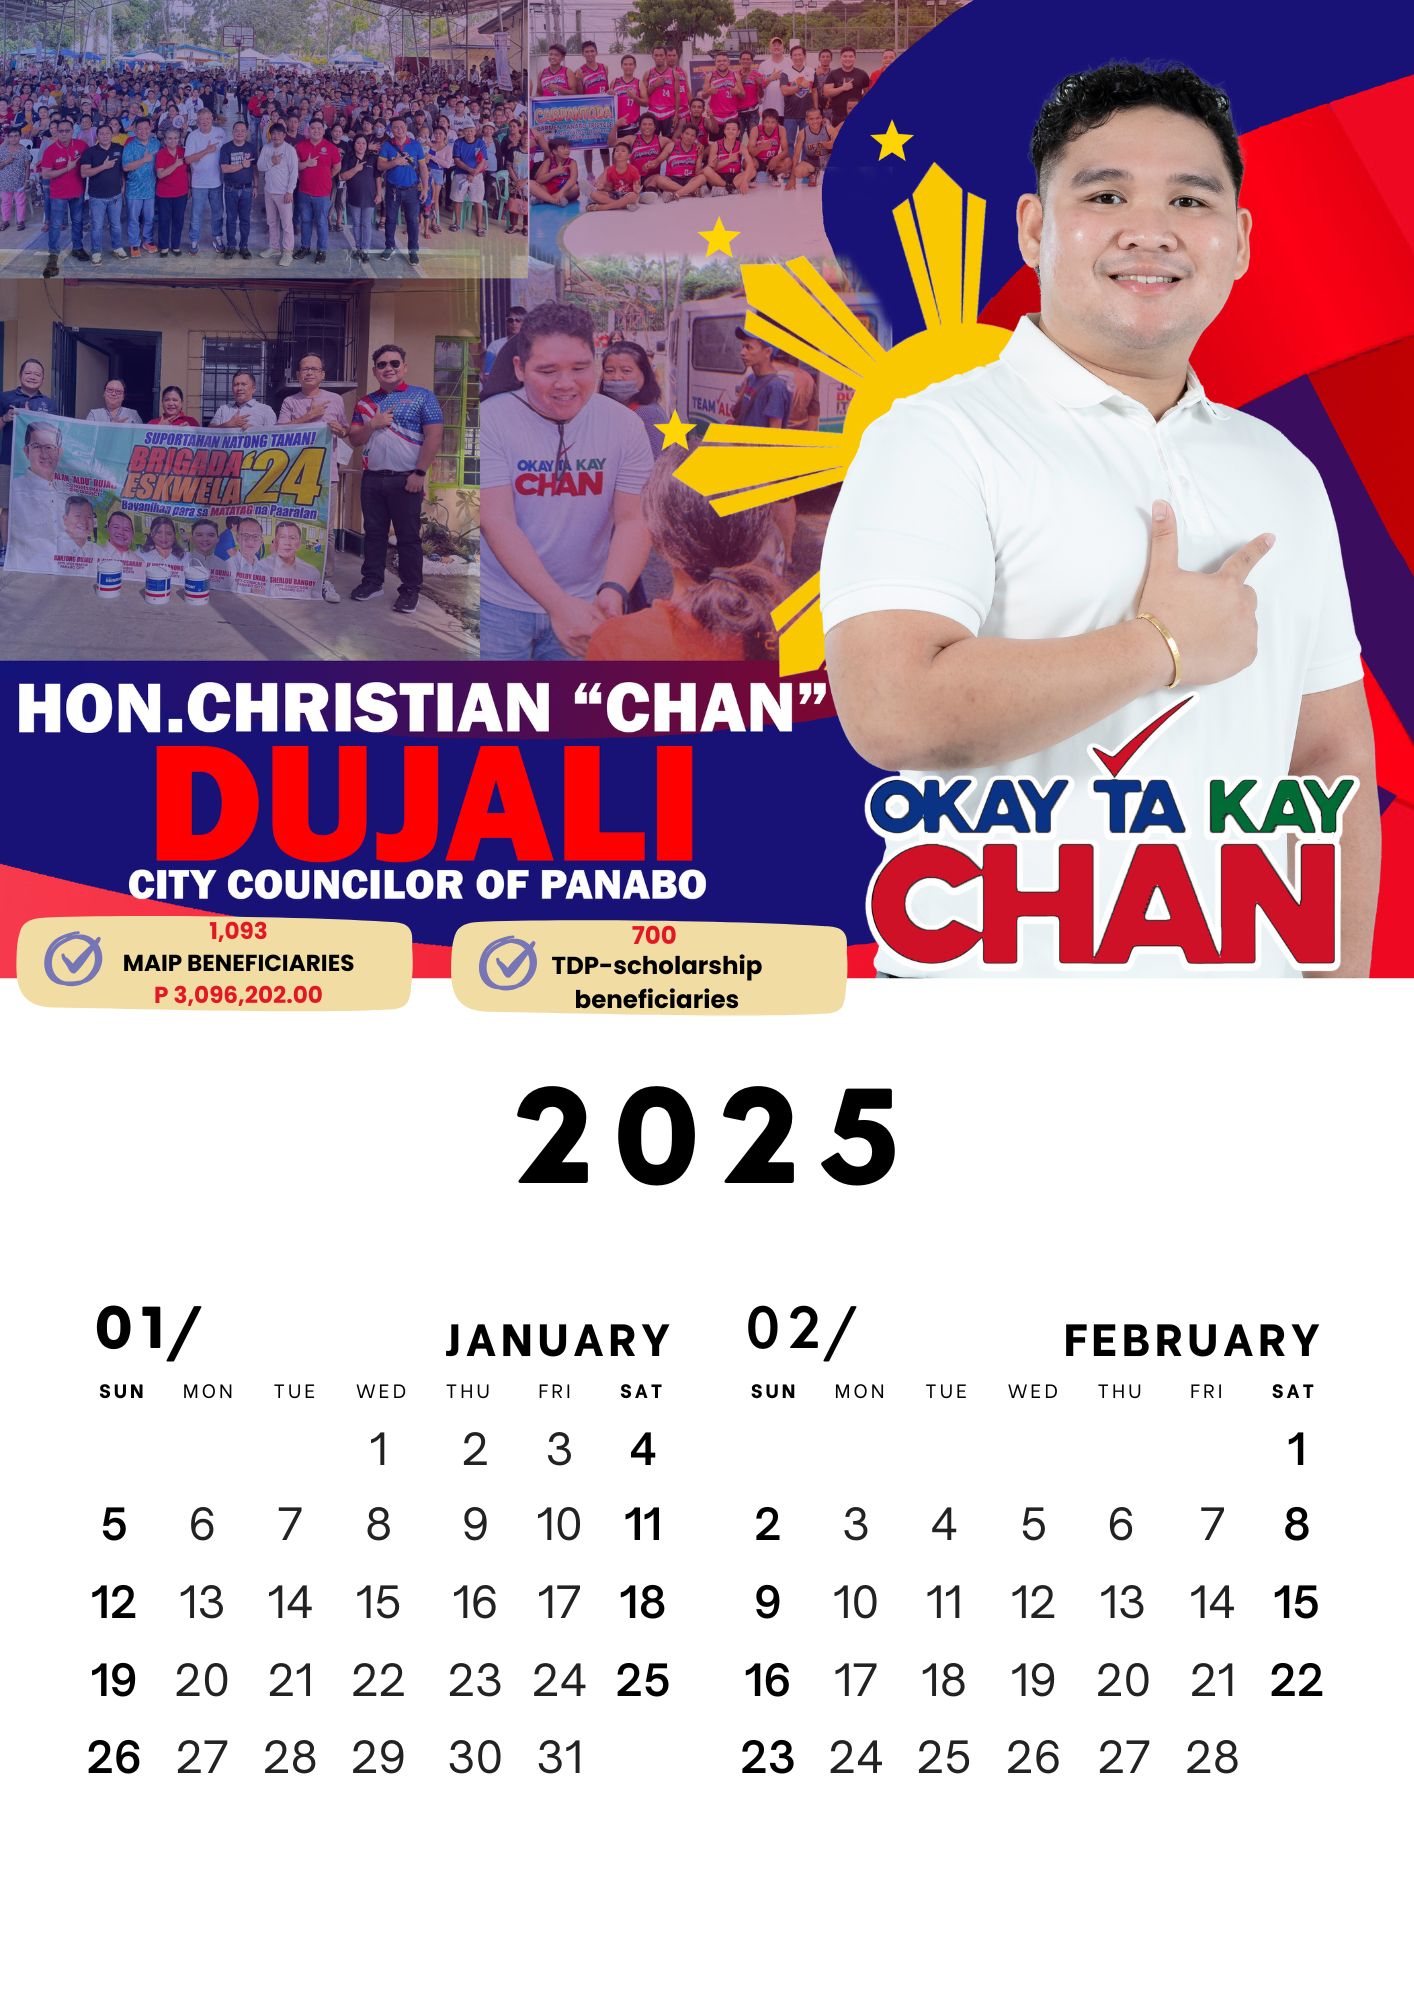 CARPAKTODA
SUPORTAHAN NATONG TANAN!
BRIGADA '24
ESKWELA
Bayanihan para sa MATATAG na Paaralan
OKAY TA KAY
CHAN
TEAM
HON.CHRISTIAN “CHAN”
DUJALI
CITY COUNCILOR OF PANABO
OKAY TA KAY
CHAN
1,093
MAIP BENEFICIARIES
P 3,096,202.00
700
TDP-scholarship
beneficiaries
2025
01/ JANUARY
SUN MON TUE WED THU FRI SAT
1 2 3 4
5 6 7 8 9 10 11
12 13 14 15 16 17 18
19 20 21 22 23 24 25
26 27 28 29 30 31
02/ FEBRUARY
SUN MON TUE WED THU FRI SAT
1
2 3 4 5 6 7 8
9 10 11 12 13 14 15
16 17 18 19 20 21 22
23 24 25 26 27 28